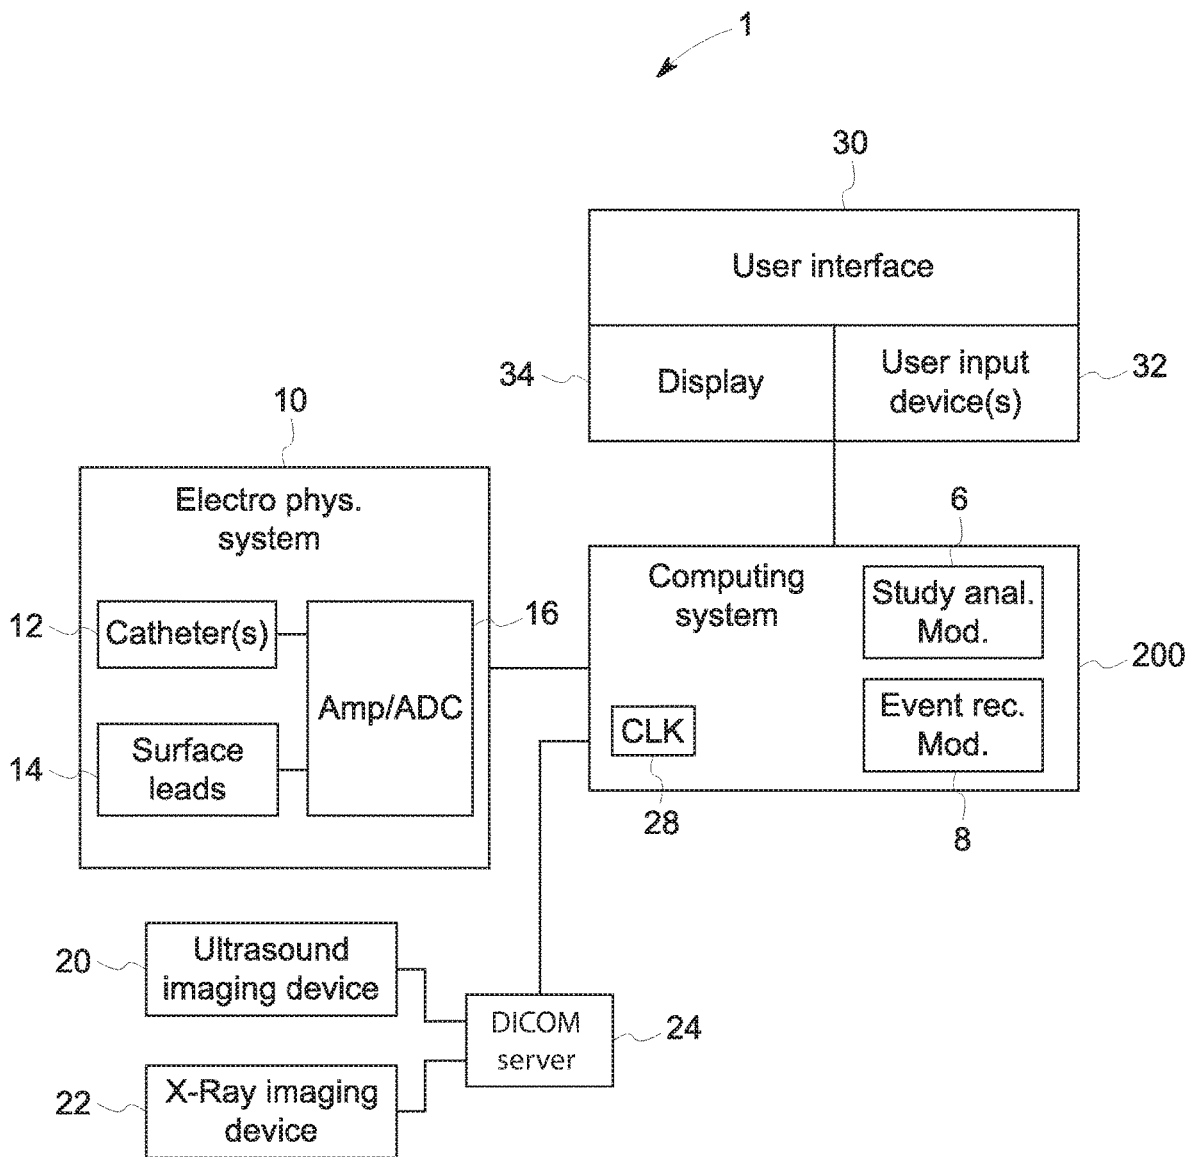 1
30
User interface
34
Display
User input
device(s)
32
10
Electro phys.
system
12
Catheter(s)
16
Amp/ADC
14
Surface
leads
6
Computing
system
Study anal.
Mod.
200
CLK
28
Event rec.
Mod.
8
20
Ultrasound
imaging device
DICOM
server
24
22
X-Ray imaging
device